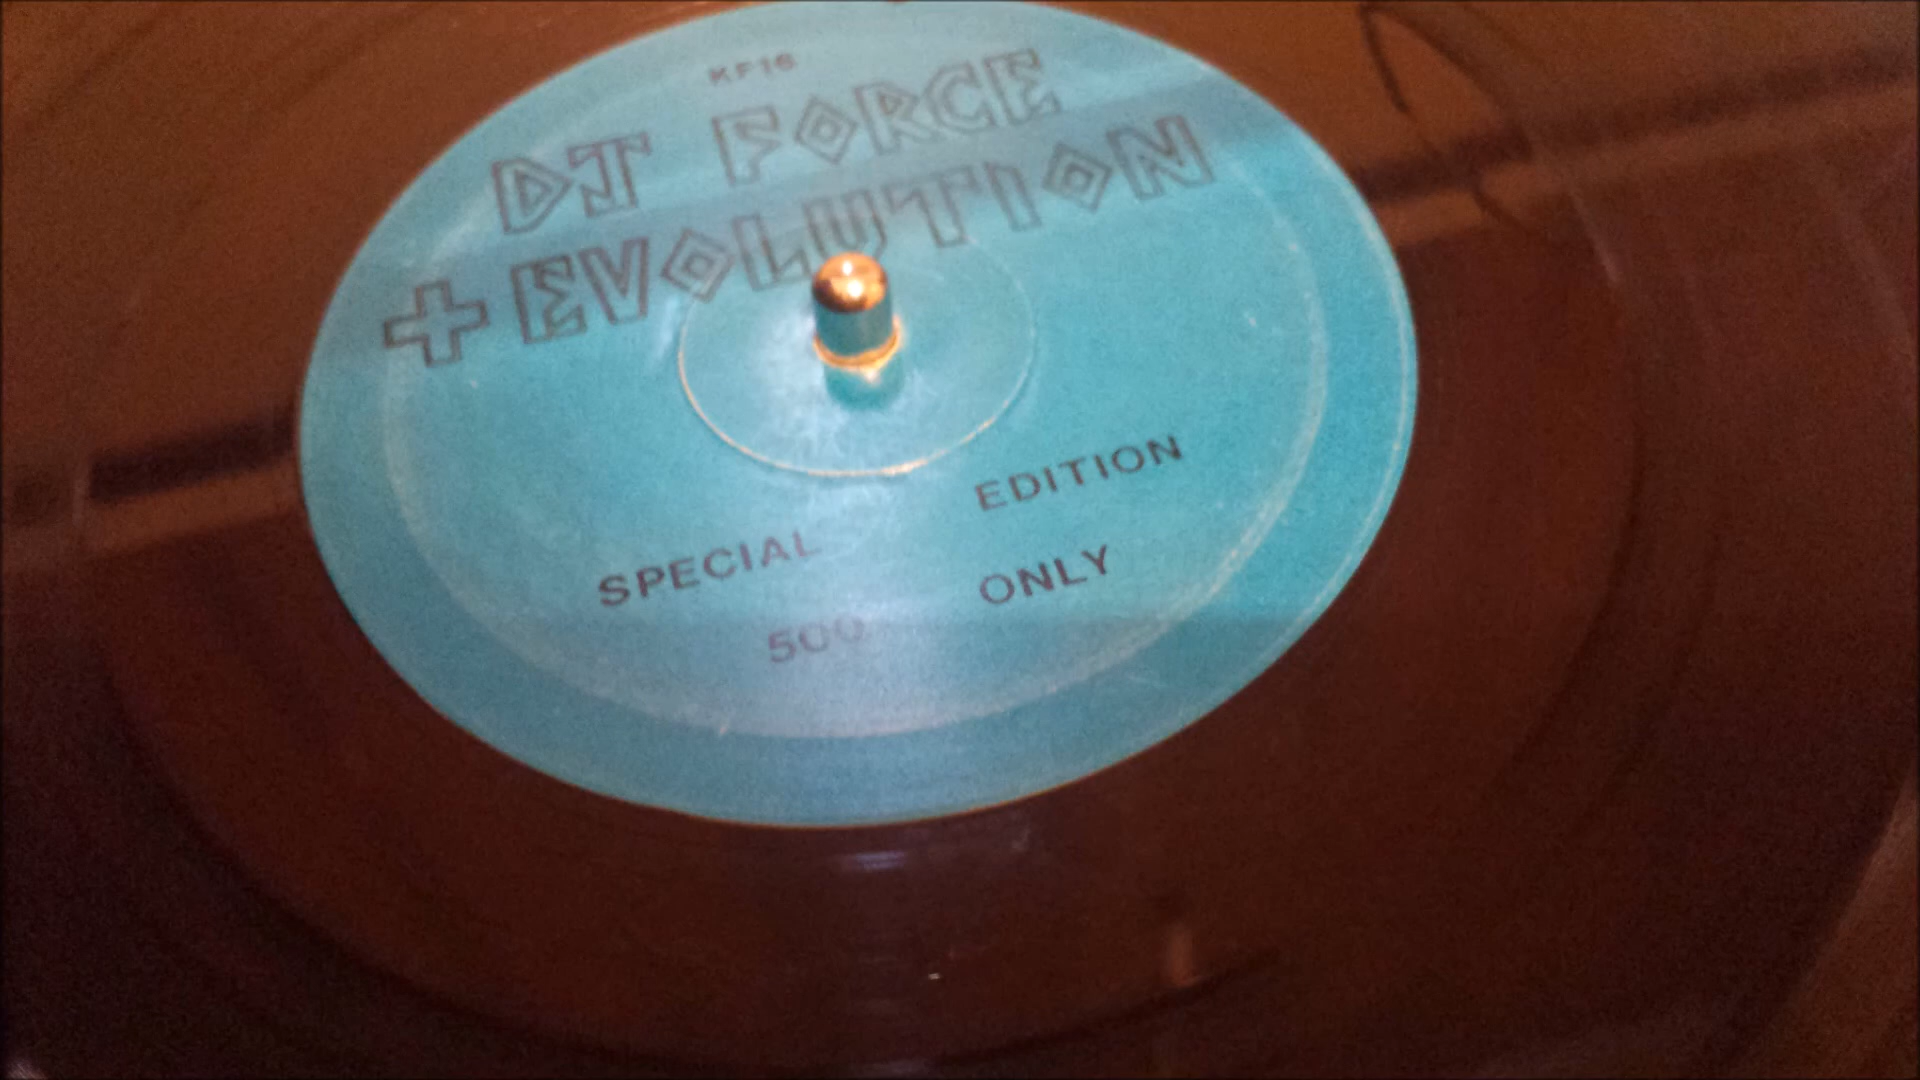 KF16
DJ FORCE
+ EVOLUTION
SPECIAL EDITION
500 ONLY